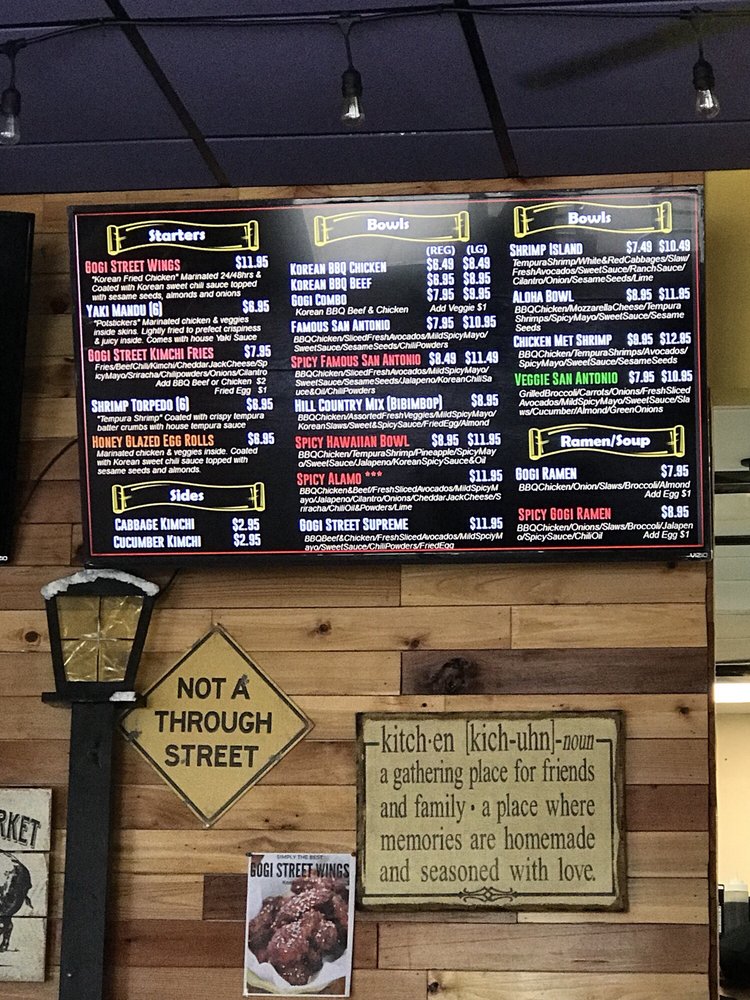 Starters
GOGI STREET WINGS $11.95
"Korean Fried Chicken" Marinated 24/48hrs &
Coated with Korean sweet chili sauce topped
with sesame seeds, almonds and onions
YAKI MANDU (6) $8.95
"Potstickers" Marinated chicken & veggies
inside skins. Lightly fried to prefect crispiness
& juicy inside. Comes with house Yaki Sauce
GOGI STREET KIMCHI FRIES $7.95
Fries/BeefChili/Kimchi/CheddarJackCheese/Sp
icyMayo/Sriracha/Chilipowders/Onions/Cilantro
Add BBQ Beef or Chicken $2
Fried Egg $1
SHRIMP TORPEDO (6) $8.95
"Tempura Shrimp" Coated with crispy tempura
batter crumbs with house tempura sauce
HONEY GLAZED EGG ROLLS $8.95
Marinated chicken & veggies inside. Coated
with Korean sweet chili sauce topped with
sesame seeds and almonds.
Sides
CABBAGE KIMCHI $2.95
CUCUMBER KIMCHI $2.95
Bowls
(REG) (LG)
KOREAN BBQ CHICKEN $6.49 $8.49
KOREAN BBQ BEEF $6.95 $8.95
GOGI COMBO $7.95 $9.95
Korean BBQ Beef & Chicken Add Veggie $1
FAMOUS SAN ANTONIO $7.95 $10.95
BBQChicken/SlicedFreshAvocados/MildSpicyMayo/
SweetSauce/SesameSeeds/ChiliPowders
SPICY FAMOUS SAN ANTONIO $8.49 $11.49
BBQChicken/SlicedFreshAvocados/MildSpicyMayo/
SweetSauce/SesameSeeds/Jalapeno/KoreanChiliSa
uce&Oil/ChiliPowders
HILL COUNTRY MIX (BIBIMBOP) $8.95
BBQChicken/AssortedFreshVeggies/MildSpicyMayo/
KoreanSlaws/Sweet&SpicySauce/FriedEgg/Almond
SPICY HAWAIIAN BOWL $8.95 $11.95
BBQChicken/TempuraShrimp/Pineapple/SpicyMay
o/SweetSauce/Jalapeno/KoreanSpicySauce&Oil
SPICY ALAMO *** $11.95
BBQChicken&Beef/FreshSlicedAvocados/MildSpicyM
ayo/Jalapeno/Cilantro/Onions/CheddarJackCheese/S
riracha/ChiliOil&Powders/Lime
GOGI STREET SUPREME $11.95
BBQBeef&Chicken/FreshSlicedAvocados/MildSpciyM
ayo/SweetSauce/ChiliPowders/FriedEgg
Bowls
SHRIMP ISLAND $7.49 $10.49
TempuraShrimp/White&RedCabbages/Slaw/
FreshAvocados/SweetSauce/RanchSauce/
Cilantro/Onion/SesameSeeds/Lime
ALOHA BOWL $8.95 $11.95
BBQChicken/MozzarellaCheese/Tempura
Shrimps/SpicyMayo/SweetSauce/Sesame
Seeds
CHICKEN MET SHRIMP $9.95 $12.95
BBQChicken/TempuraShrimps/Avocados/
SpicyMayo/SweetSauce/SesameSeeds
VEGGIE SAN ANTONIO $7.95 $10.95
GrilledBroccoli/Carrots/Onions/FreshSliced
Avocados/MildSpicyMayo/SweetSauce/Sla
ws/Cucumber/Almond/GreenOnions
Ramen/Soup
GOGI RAMEN $7.95
BBQChicken/Onion/Slaws/Broccoli/Almond
Add Egg $1
SPICY GOGI RAMEN $8.95
BBQChicken/Onions/Slaws/Broccoli/Jalapen
o/SpicySauce/ChiliOil Add Egg $1
VIZIO
NOT A
THROUGH
STREET
kitch·en [kich-uhn]-noun
a gathering place for friends
and family • a place where
memories are homemade
and seasoned with love.
RKET
SIMPLY THE BEST
GOGI STREET WINGS